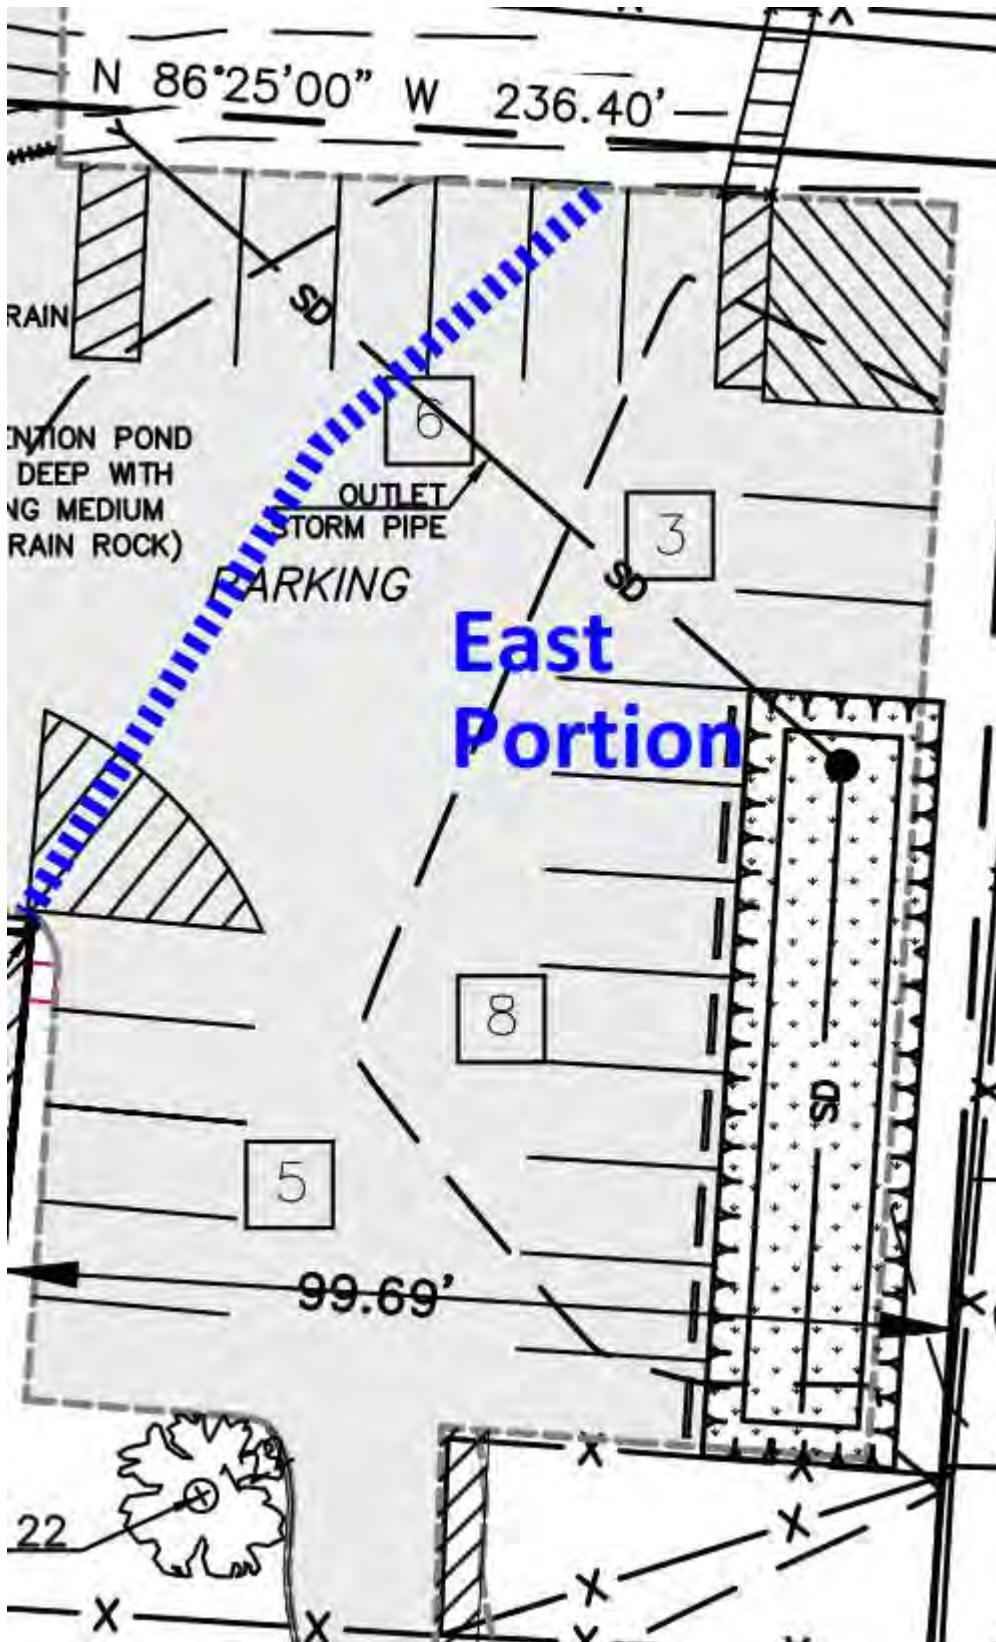 N 86°25'00" W 236.40'
SD
RAIN
6
NTION POND
DEEP WITH
NG MEDIUM
RAIN ROCK)
OUTLET
STORM PIPE
3
PARKING
SD
East
Portion
8
SD
5
99.69'
22